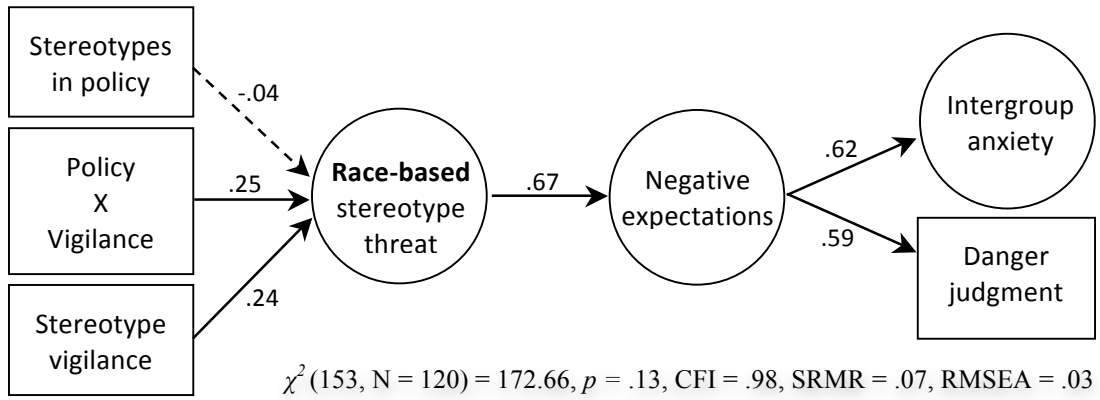 Stereotypes
in policy
-.04
Policy
X
Vigilance
.25
Stereotype
vigilance
.24
Race-based
stereotype
threat
.67
Negative
expectations
.62
.59
Intergroup
anxiety
Danger
judgment
χ² (153, N = 120) = 172.66, p = .13, CFI = .98, SRMR = .07, RMSEA = .03